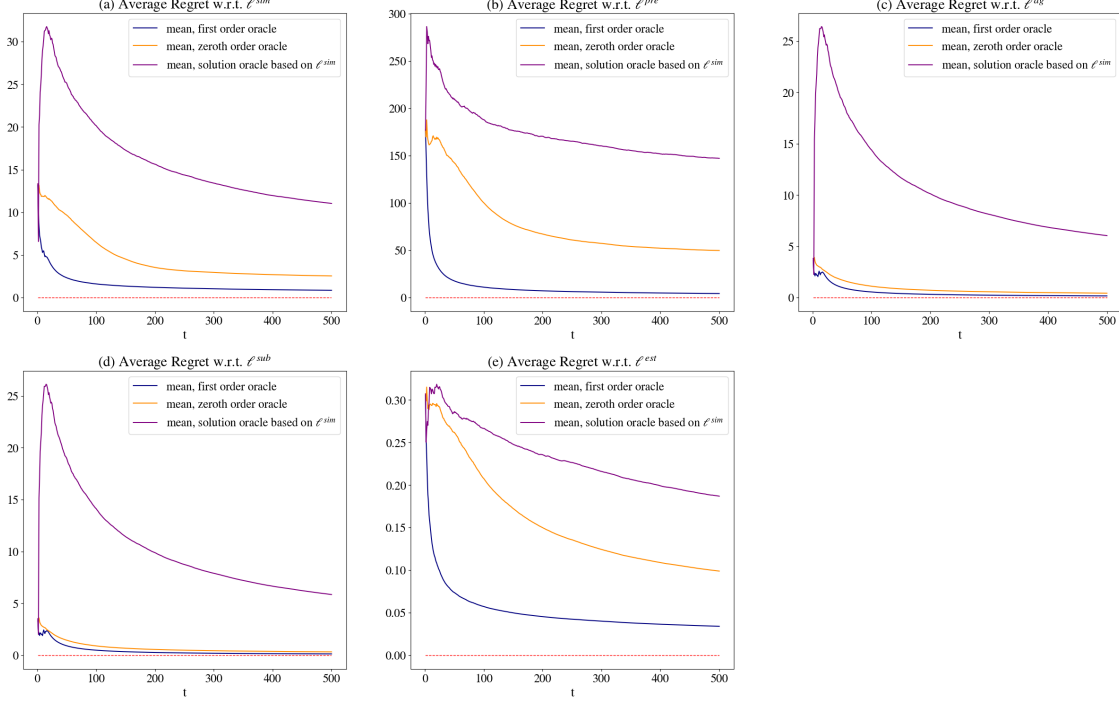 (a) Average Regret w.r.t. ℓ^sim
30
25
20
15
10
5
0
mean, first order oracle
mean, zeroth order oracle
mean, solution oracle based on ℓ^sim
0 100 200 300 400 500
t
(b) Average Regret w.r.t. ℓ^pre
300
250
200
150
100
50
0
mean, first order oracle
mean, zeroth order oracle
mean, solution oracle based on ℓ^sim
0 100 200 300 400 500
t
(c) Average Regret w.r.t. ℓ^dg
25
20
15
10
5
0
mean, first order oracle
mean, zeroth order oracle
mean, solution oracle based on ℓ^sim
0 100 200 300 400 500
t
(d) Average Regret w.r.t. ℓ^sub
25
20
15
10
5
0
mean, first order oracle
mean, zeroth order oracle
mean, solution oracle based on ℓ^sim
0 100 200 300 400 500
t
(e) Average Regret w.r.t. ℓ^est
0.30
0.25
0.20
0.15
0.10
0.05
0.00
mean, first order oracle
mean, zeroth order oracle
mean, solution oracle based on ℓ^sim
0 100 200 300 400 500
t